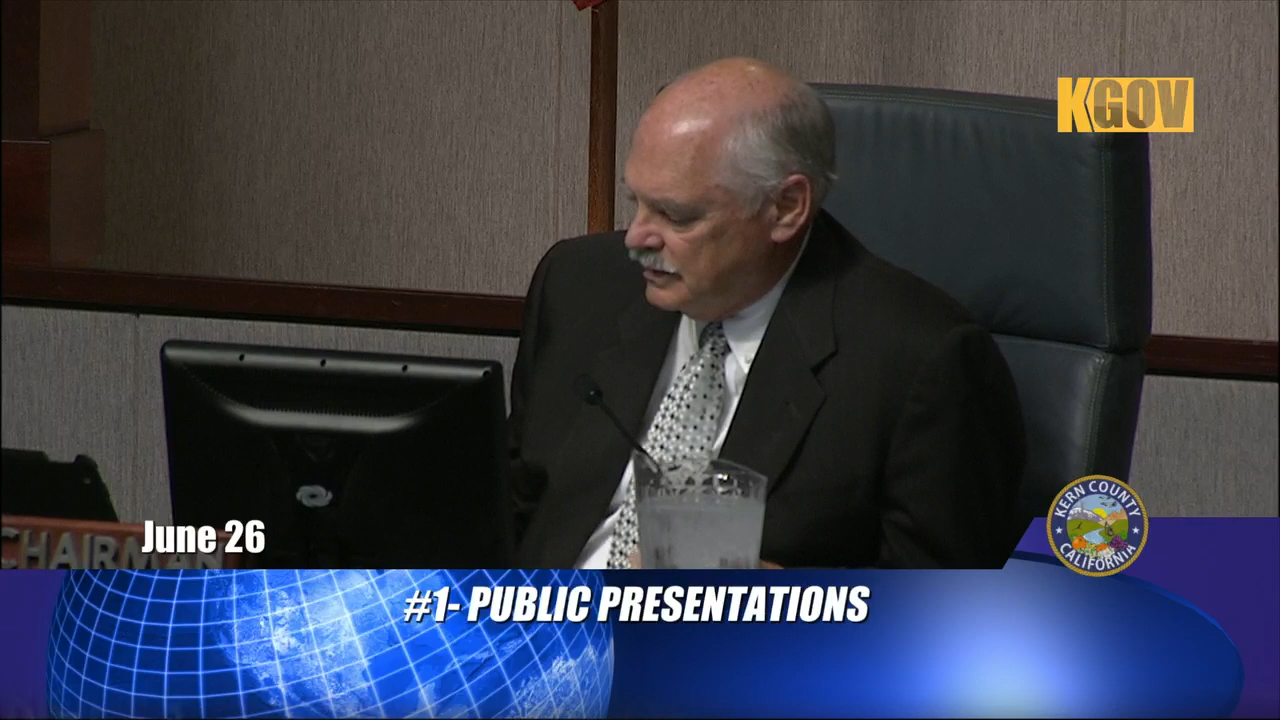 KGOV
KERN COUNTY
CALIFORNIA
CHAIRMAN
June 26
#1- PUBLIC PRESENTATIONS